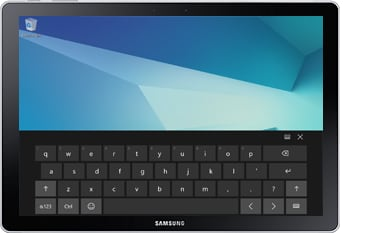 q w e r t y u i o p
a s d f g h j k l '
z x c v b n m , . ?
&123 Ctrl
SAMSUNG